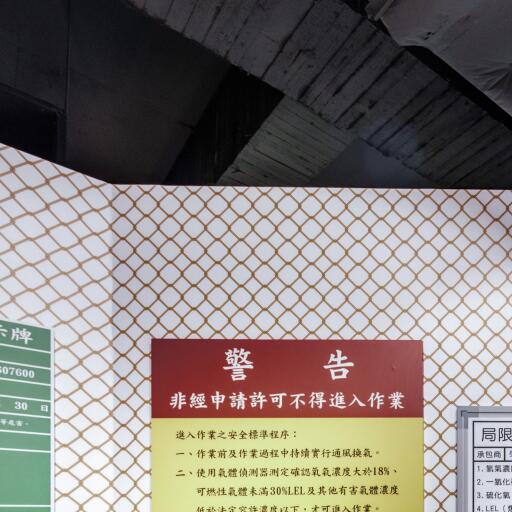 示牌
607600
30 日
警告
非經申請許可不得進入作業
進入作業之安全標準程序：
一、作業前及作業過程中持續實行通風換氣。
二、使用氣體偵測器測定確認氧氣濃度大於18%、
可燃性氣體未滿30%LEL及其他有害氣體濃度
低於法定容許濃度以下，才可進入作業。
局限
承包商
1. 氧氣濃
2. 一氧化
3. 硫化氫
4. LEL